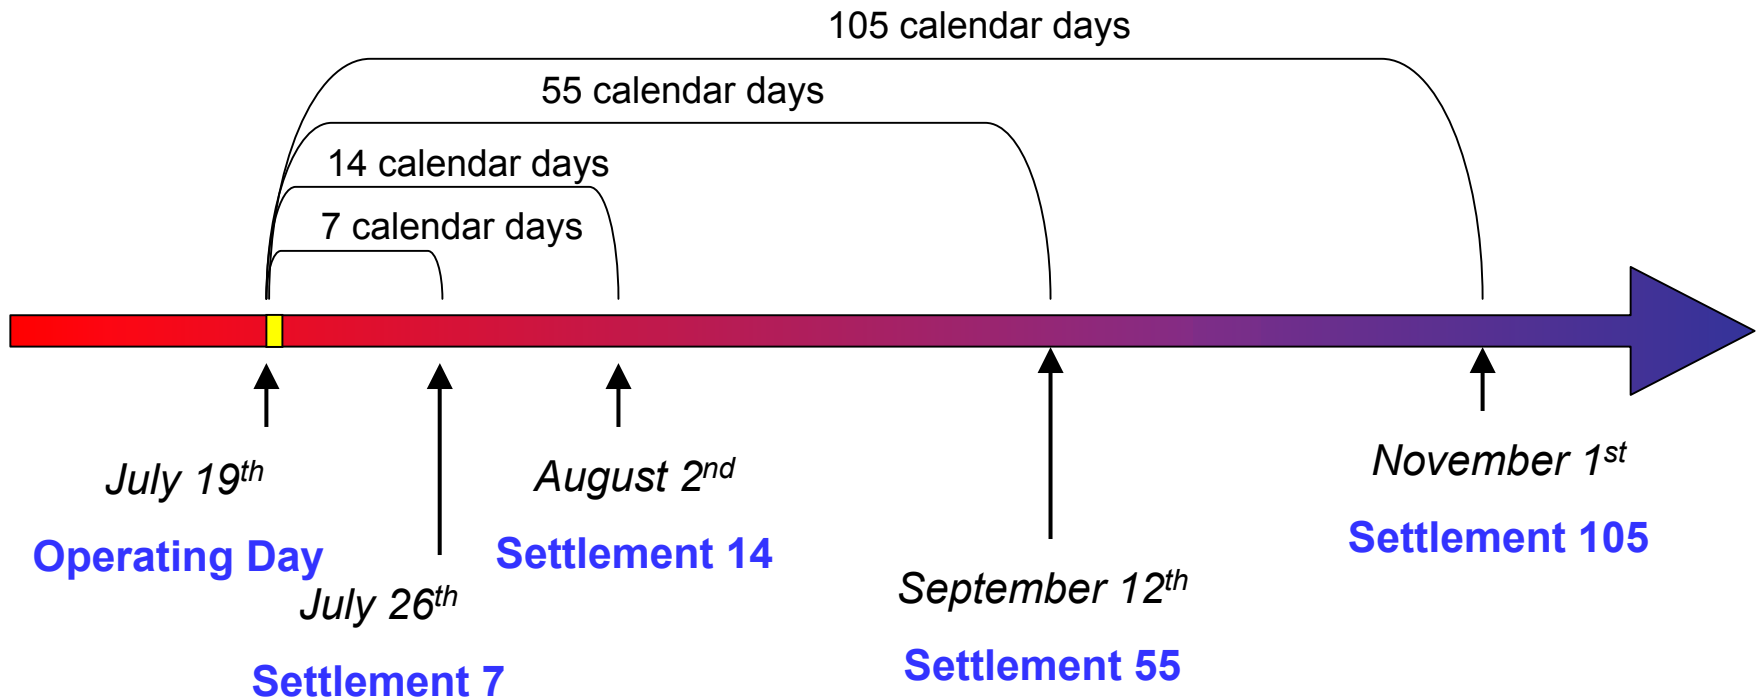 105 calendar days
55 calendar days
14 calendar days
7 calendar days
July 19th
Operating Day
July 26th
Settlement 7
August 2nd
Settlement 14
September 12th
Settlement 55
November 1st
Settlement 105